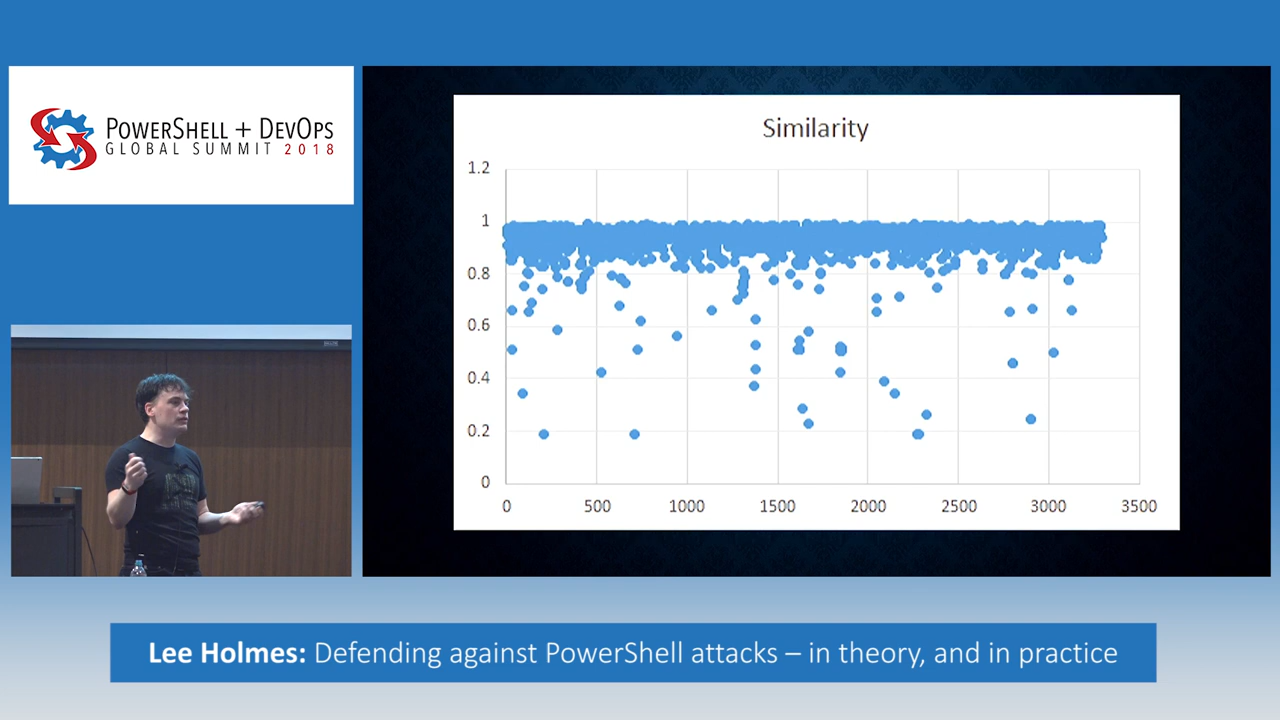 POWERSHELL + DEVOPS
GLOBAL SUMMIT 2018
Similarity
1.2
1
0.8
0.6
0.4
0.2
0
0 500 1000 1500 2000 2500 3000 3500
Lee Holmes: Defending against PowerShell attacks – in theory, and in practice